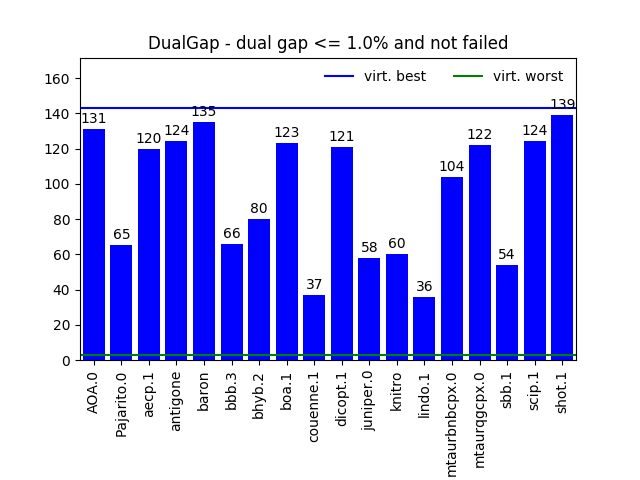 DualGap - dual gap <= 1.0% and not failed
virt. best
virt. worst
160
140
120
100
80
60
40
20
0
131
65
120
124
135
66
80
123
37
121
58
60
36
104
122
54
124
139
AOA.0
Pajarito.0
aecp.1
antigone
baron
bbb.3
bhyb.2
boa.1
couenne.1
dicopt.1
juniper.0
knitro
lindo.1
mtaurbnbcpx.0
mtaurqgcpx.0
sbb.1
scip.1
shot.1